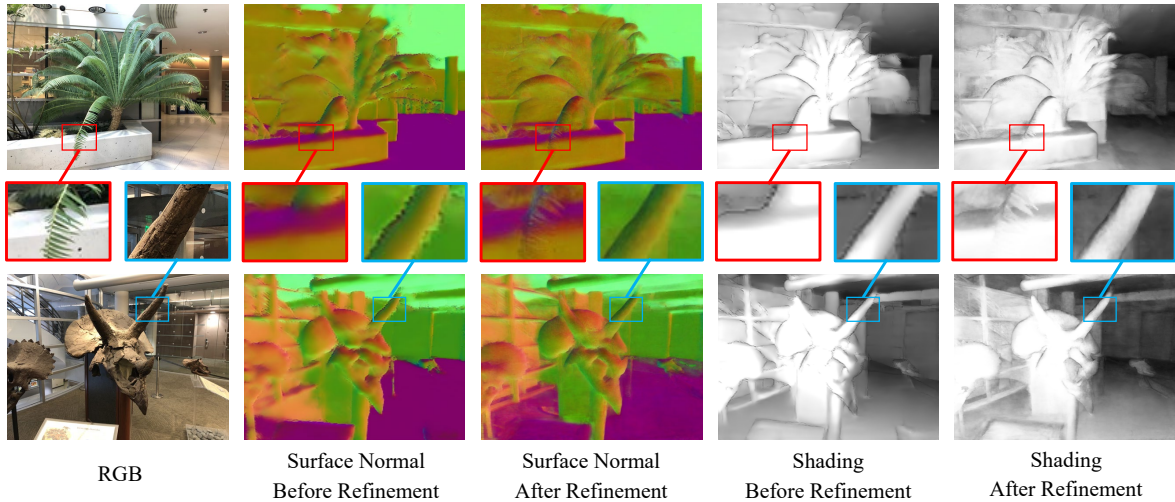 RGB
Surface Normal
Before Refinement
Surface Normal
After Refinement
Shading
Before Refinement
Shading
After Refinement